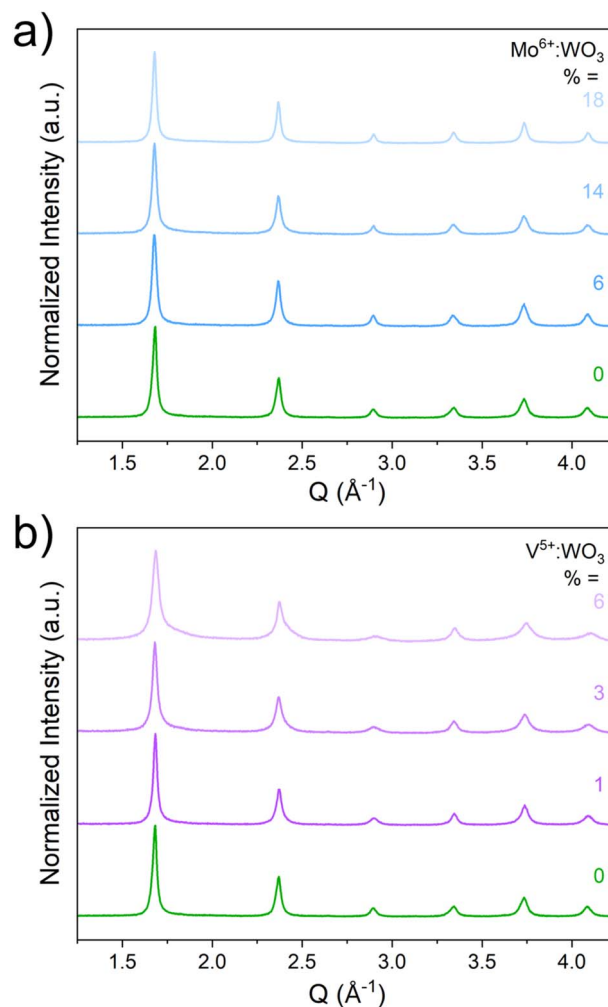 a)
Mo⁶⁺:WO₃
% =
18
14
6
0
Normalized Intensity (a.u.)
1.5 2.0 2.5 3.0 3.5 4.0
Q (Å⁻¹)
b)
V⁵⁺:WO₃
% =
6
3
1
0
Normalized Intensity (a.u.)
1.5 2.0 2.5 3.0 3.5 4.0
Q (Å⁻¹)